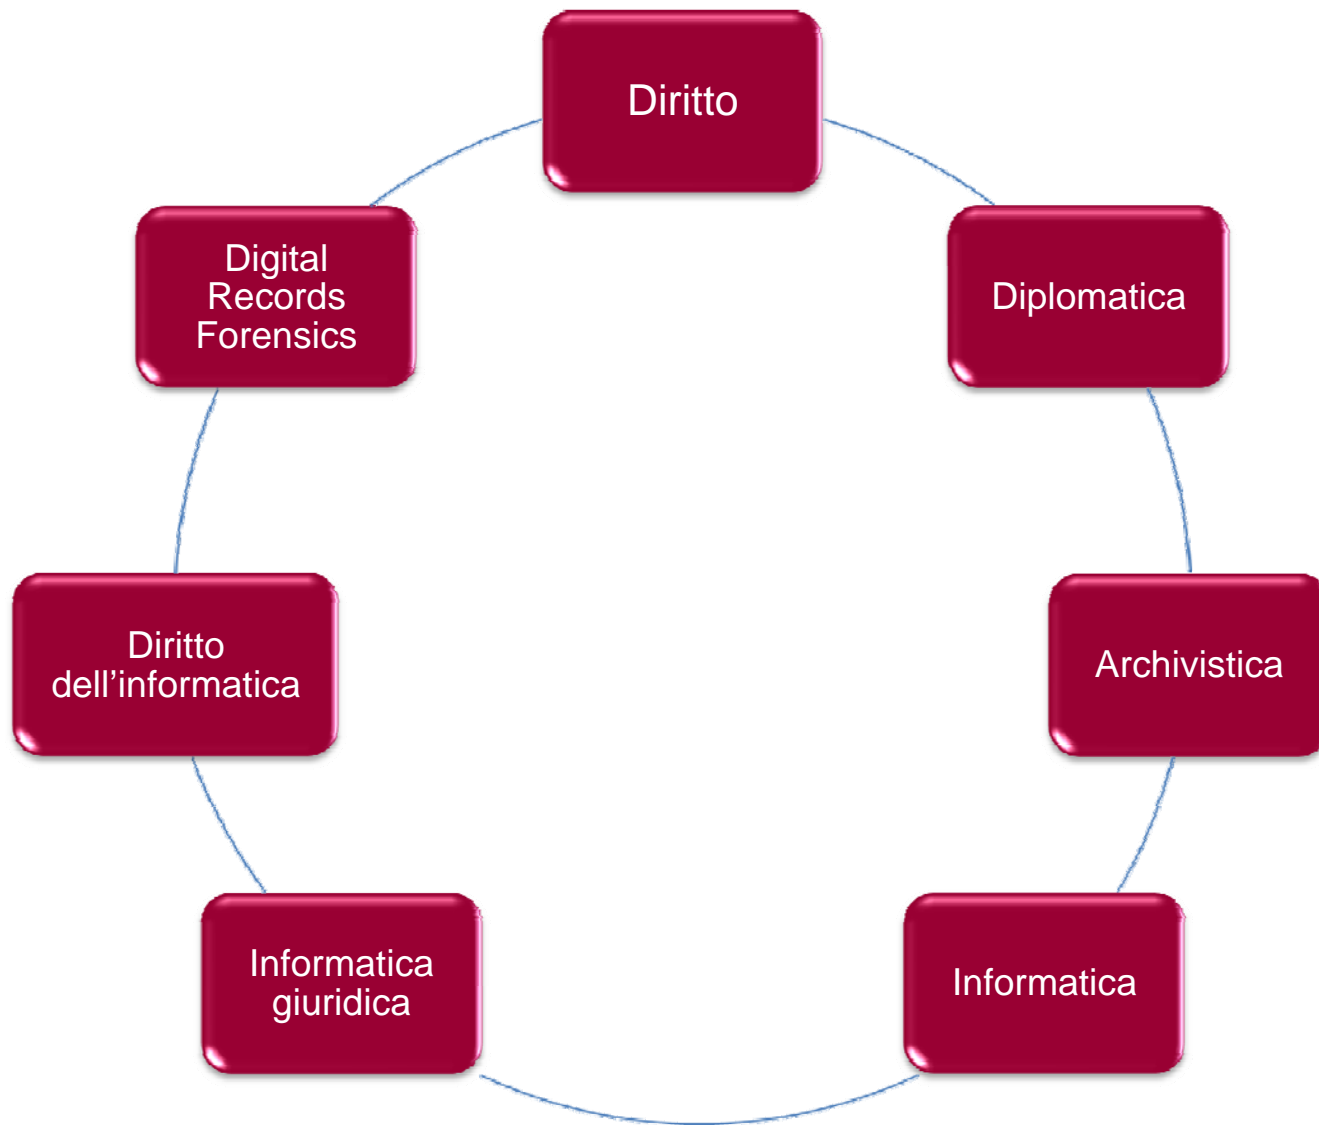 Diritto
Diplomatica
Archivistica
Informatica
Informatica
giuridica
Diritto
dell’informatica
Digital
Records
Forensics